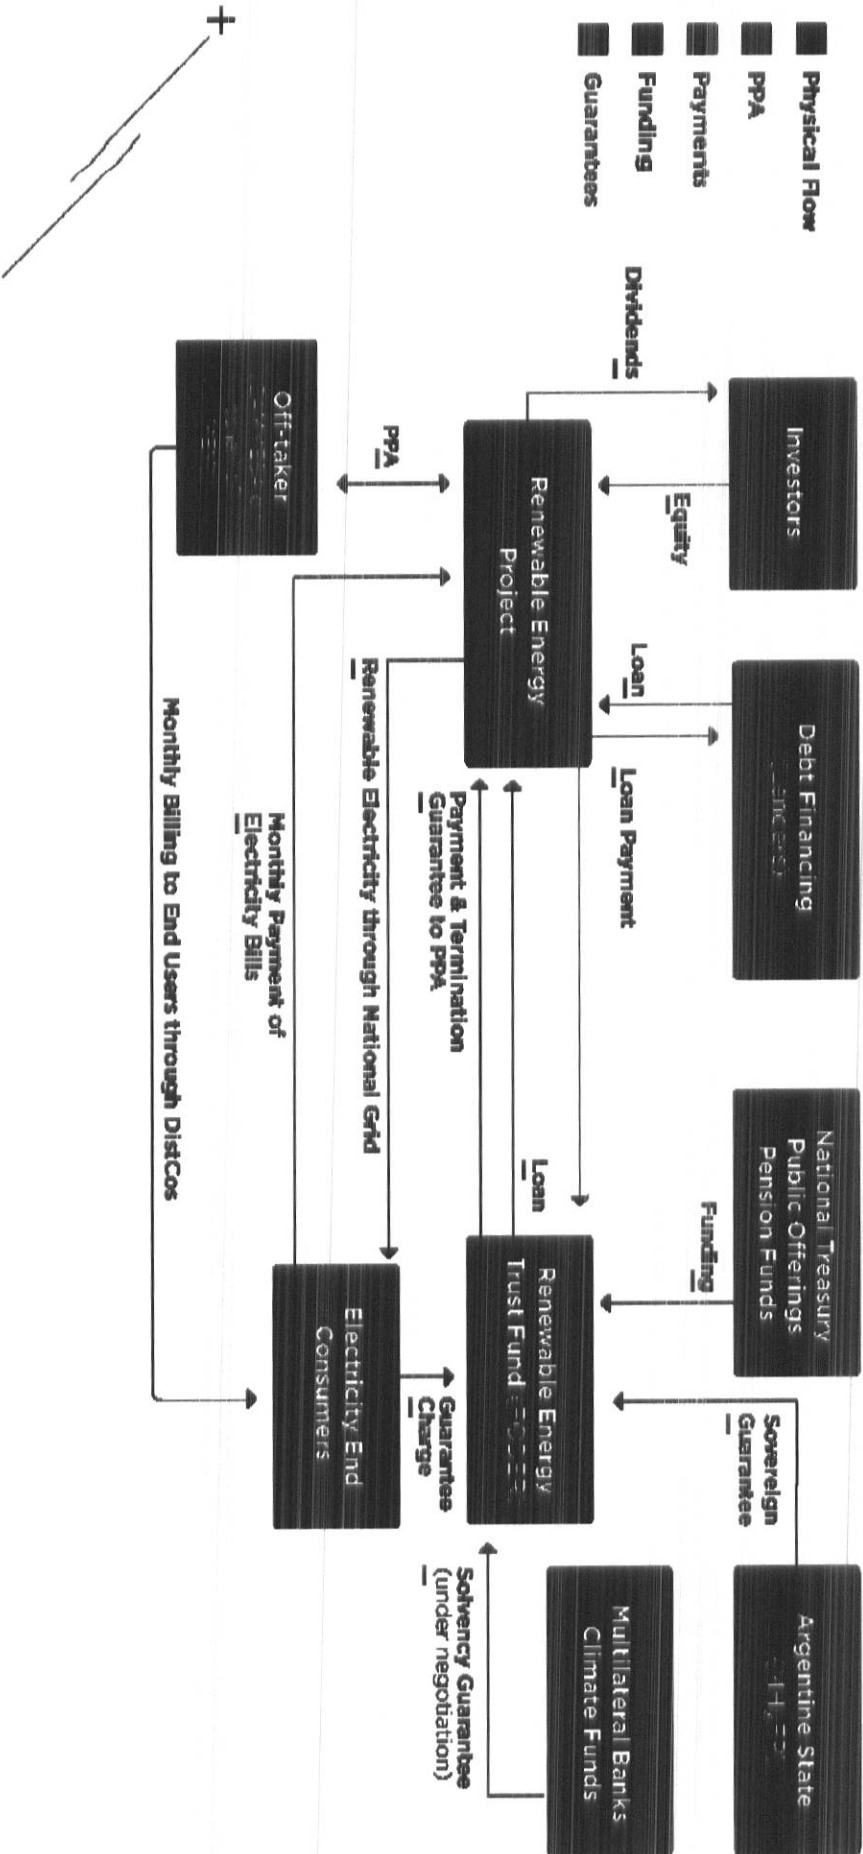 Physical Flow
PPA
Payments
Funding
Guarantees
Investors
Debt Financing
National Treasury
Public Offerings
Pension Funds
Argentine State
Dividends
Equity
Loan
Loan Payment
Funding
Sovereign
Guarantee
Multilateral Banks
Climate Funds
Renewable Energy
Project
Loan
Renewable Energy
Trust Fund
Payment & Termination
Guarantee to PPA
Solvency Guarantee
(under negotiation)
PPA
Renewable Electricity through National Grid
Guarantee
Charge
Off-taker
Monthly Payment of
Electricity Bills
Electricity End
Consumers
Monthly Billing to End Users through DistCos